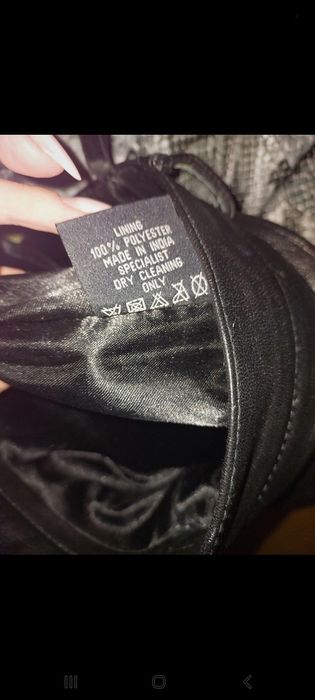 LINING
100% POLYESTER
MADE IN INDIA
SPECIALIST
DRY CLEANING
ONLY